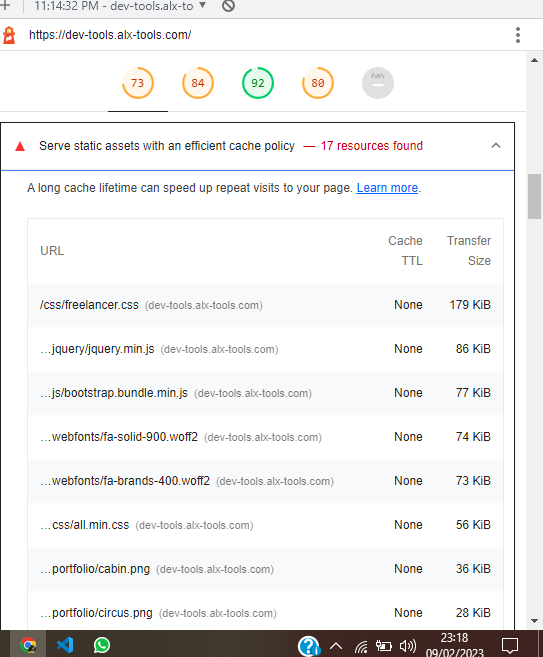 11:14:32 PM - dev-tools.alx-to
https://dev-tools.alx-tools.com/
73 84 92 80 PWA
Serve static assets with an efficient cache policy — 17 resources found
A long cache lifetime can speed up repeat visits to your page. Learn more.
URL Cache TTL Transfer Size
/css/freelancer.css (dev-tools.alx-tools.com) None 179 KiB
…jquery/jquery.min.js (dev-tools.alx-tools.com) None 86 KiB
…js/bootstrap.bundle.min.js (dev-tools.alx-tools.com) None 77 KiB
…webfonts/fa-solid-900.woff2 (dev-tools.alx-tools.com) None 74 KiB
…webfonts/fa-brands-400.woff2 (dev-tools.alx-tools.com) None 73 KiB
…css/all.min.css (dev-tools.alx-tools.com) None 56 KiB
…portfolio/cabin.png (dev-tools.alx-tools.com) None 36 KiB
…portfolio/circus.png (dev-tools.alx-tools.com) None 28 KiB
23:18
09/02/2023